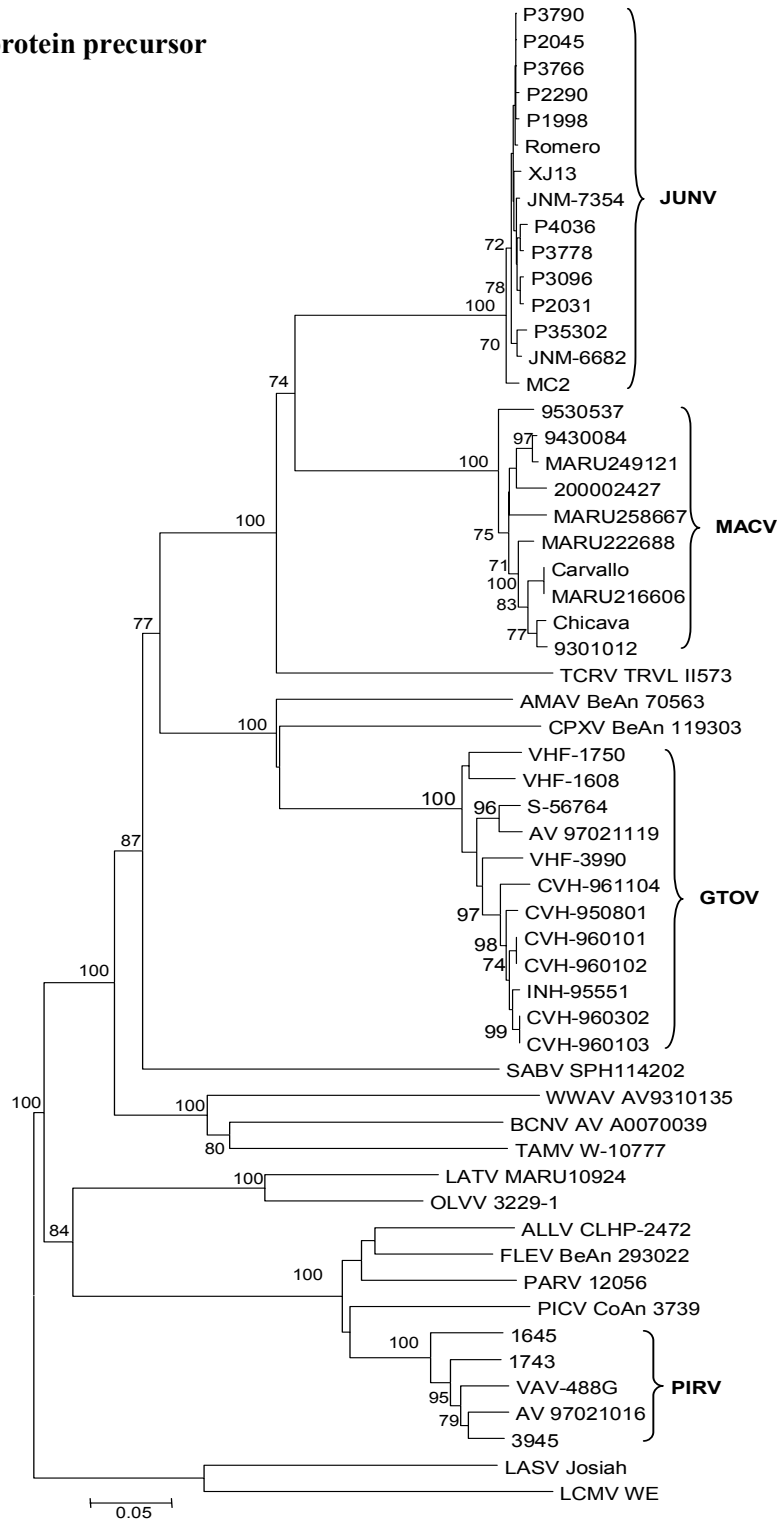 rotein precursor
P3790
P2045
P3766
P2290
P1998
Romero
XJ13
JNM-7354
JUNV
P4036
72
P3778
P3096
78
P2031
100
P35302
70
JNM-6682
74
MC2
9530537
97
9430084
100
MARU249121
200002427
MARU258667
MACV
75
MARU222688
100
71
Carvallo
100
MARU216606
83
Chicava
77
77
9301012
TCRV TRVL II573
AMAV BeAn 70563
100
CPXV BeAn 119303
VHF-1750
VHF-1608
100
96
S-56764
AV 97021119
87
VHF-3990
CVH-961104
GTOV
97
CVH-950801
98
CVH-960101
74
CVH-960102
100
INH-95551
CVH-960302
99
CVH-960103
SABV SPH114202
100
100
WWAV AV9310135
BCNV AV A0070039
80
TAMV W-10777
LATV MARU10924
100
OLVV 3229-1
84
ALLV CLHP-2472
FLEV BeAn 293022
100
PARV 12056
PICV CoAn 3739
100
1645
1743
VAV-488G
PIRV
95
AV 97021016
79
3945
LASV Josiah
LCMV WE
0.05